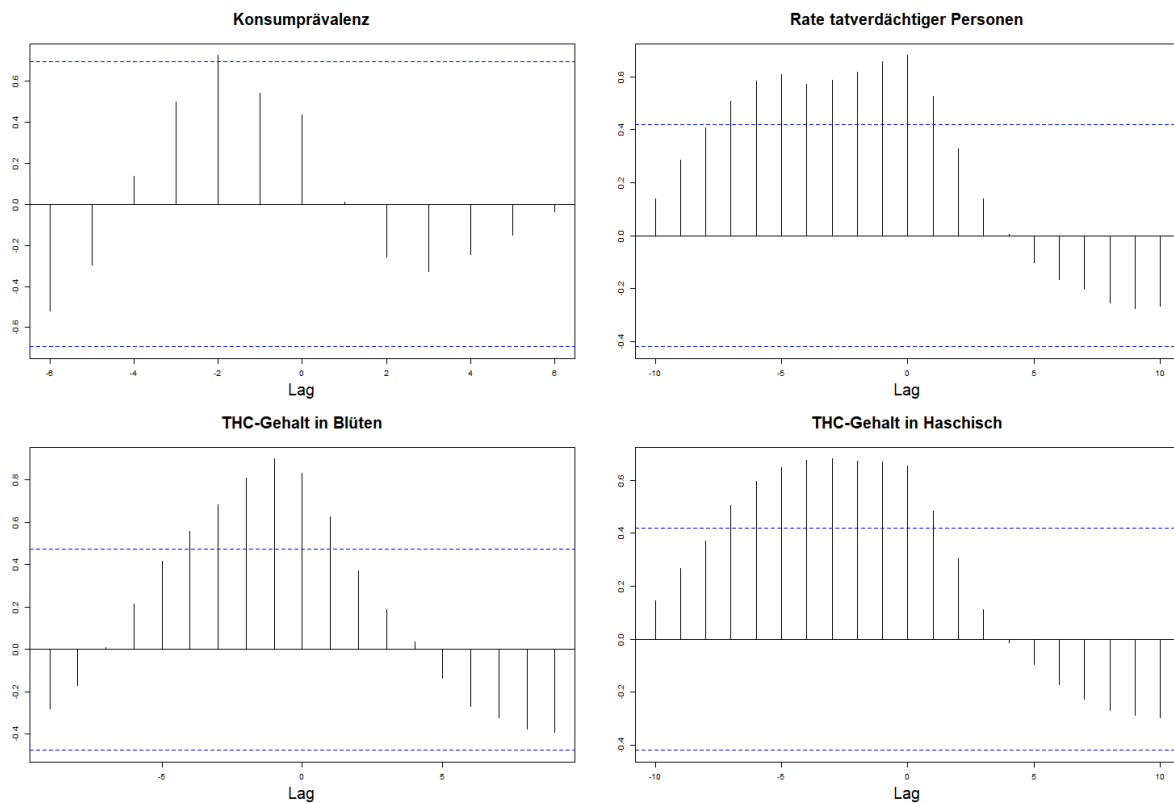 Konsumprävalenz
0.6
0.4
0.2
0.0
-0.2
-0.4
-0.6
-6 -4 -2 0 2 4 6
Lag
Rate tatverdächtiger Personen
0.6
0.4
0.2
0.0
-0.2
-0.4
-10 -5 0 5 10
Lag
THC-Gehalt in Blüten
0.8
0.6
0.4
0.2
0.0
-0.2
-0.4
-5 0 5
Lag
THC-Gehalt in Haschisch
0.6
0.4
0.2
0.0
-0.2
-0.4
-10 -5 0 5 10
Lag